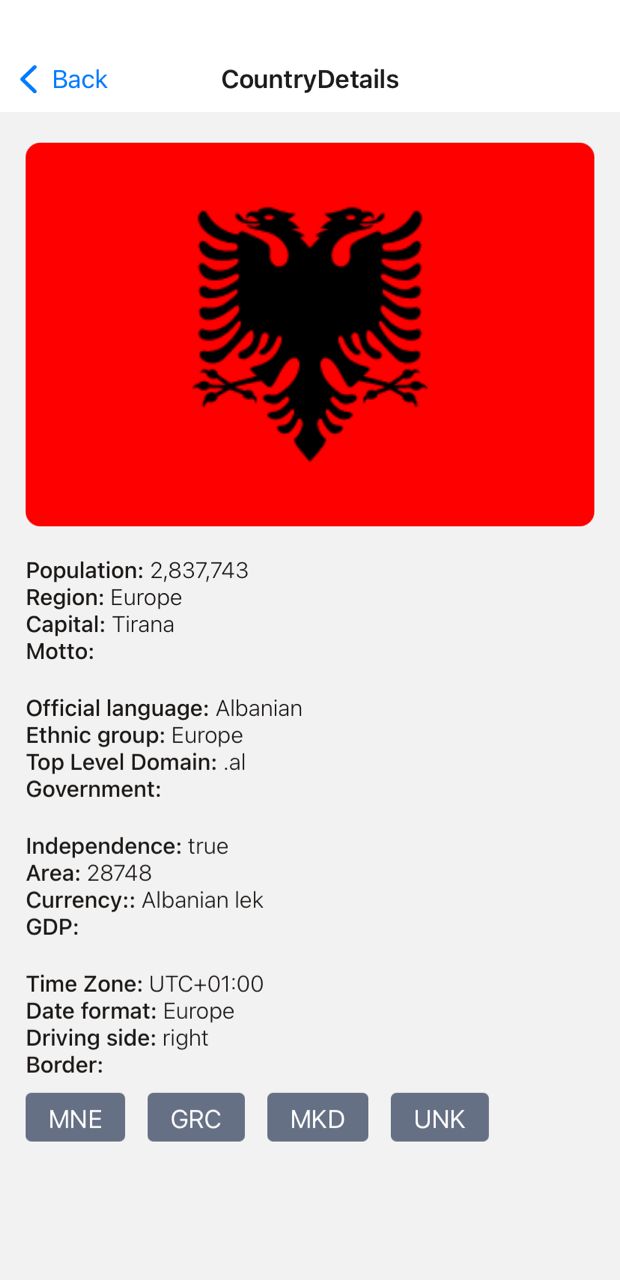 Back
CountryDetails
Population: 2,837,743
Region: Europe
Capital: Tirana
Motto:
Official language: Albanian
Ethnic group: Europe
Top Level Domain: .al
Government:
Independence: true
Area: 28748
Currency:: Albanian lek
GDP:
Time Zone: UTC+01:00
Date format: Europe
Driving side: right
Border:
MNE GRC MKD UNK